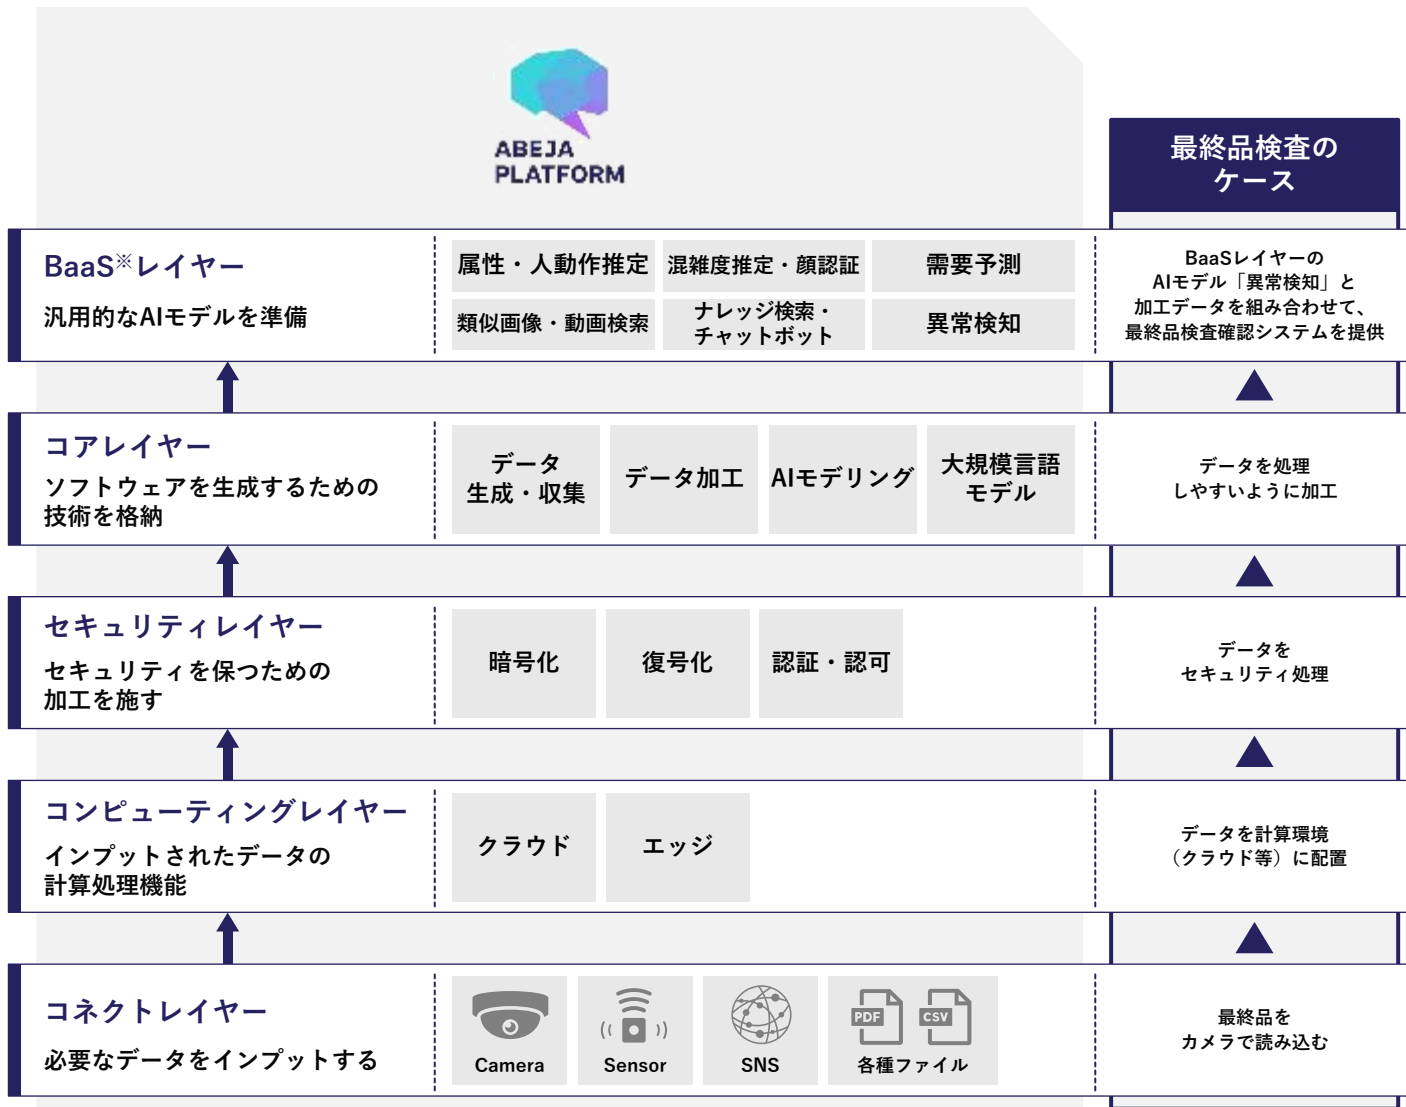 ABEJA
PLATFORM
最終品検査の
ケース
BaaS※レイヤー
汎用的なAIモデルを準備
属性・人動作推定
混雑度推定・顔認証
需要予測
類似画像・動画検索
ナレッジ検索・
チャットボット
異常検知
BaaSレイヤーの
AIモデル「異常検知」と
加工データを組み合わせて、
最終品検査確認システムを提供
コアレイヤー
ソフトウェアを生成するための
技術を格納
データ
生成・収集
データ加工
AIモデリング
大規模言語
モデル
データを処理
しやすいように加工
セキュリティレイヤー
セキュリティを保つための
加工を施す
暗号化
復号化
認証・認可
データを
セキュリティ処理
コンピューティングレイヤー
インプットされたデータの
計算処理機能
クラウド
エッジ
データを計算環境
（クラウド等）に配置
コネクトレイヤー
必要なデータをインプットする
Camera
Sensor
SNS
PDF
CSV
各種ファイル
最終品を
カメラで読み込む